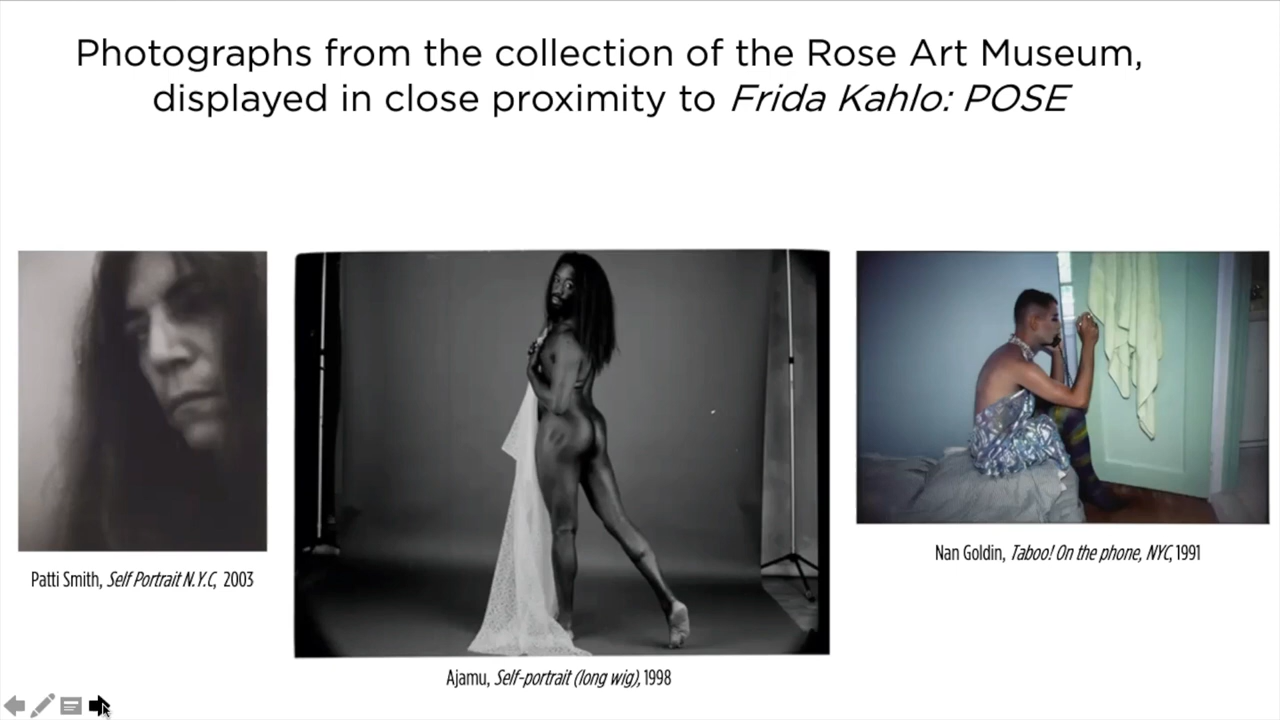 Photographs from the collection of the Rose Art Museum,
displayed in close proximity to Frida Kahlo: POSE
Patti Smith, Self Portrait N.Y.C, 2003
Ajamu, Self-portrait (long wig), 1998
Nan Goldin, Taboo! On the phone, NYC, 1991